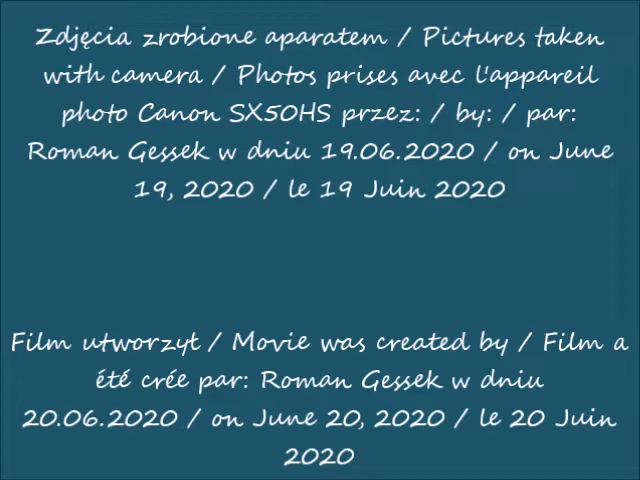 Zdjęcia zrobione aparatem / Pictures taken
with camera / Photos prises avec l'appareil
photo Canon SX50HS przez: / by: / par:
Roman Gessek w dniu 19.06.2020 / on June
19, 2020 / le 19 Juin 2020
Film utworzył / Movie was created by / Film a
été crée par: Roman Gessek w dniu
20.06.2020 / on June 20, 2020 / le 20 Juin
2020